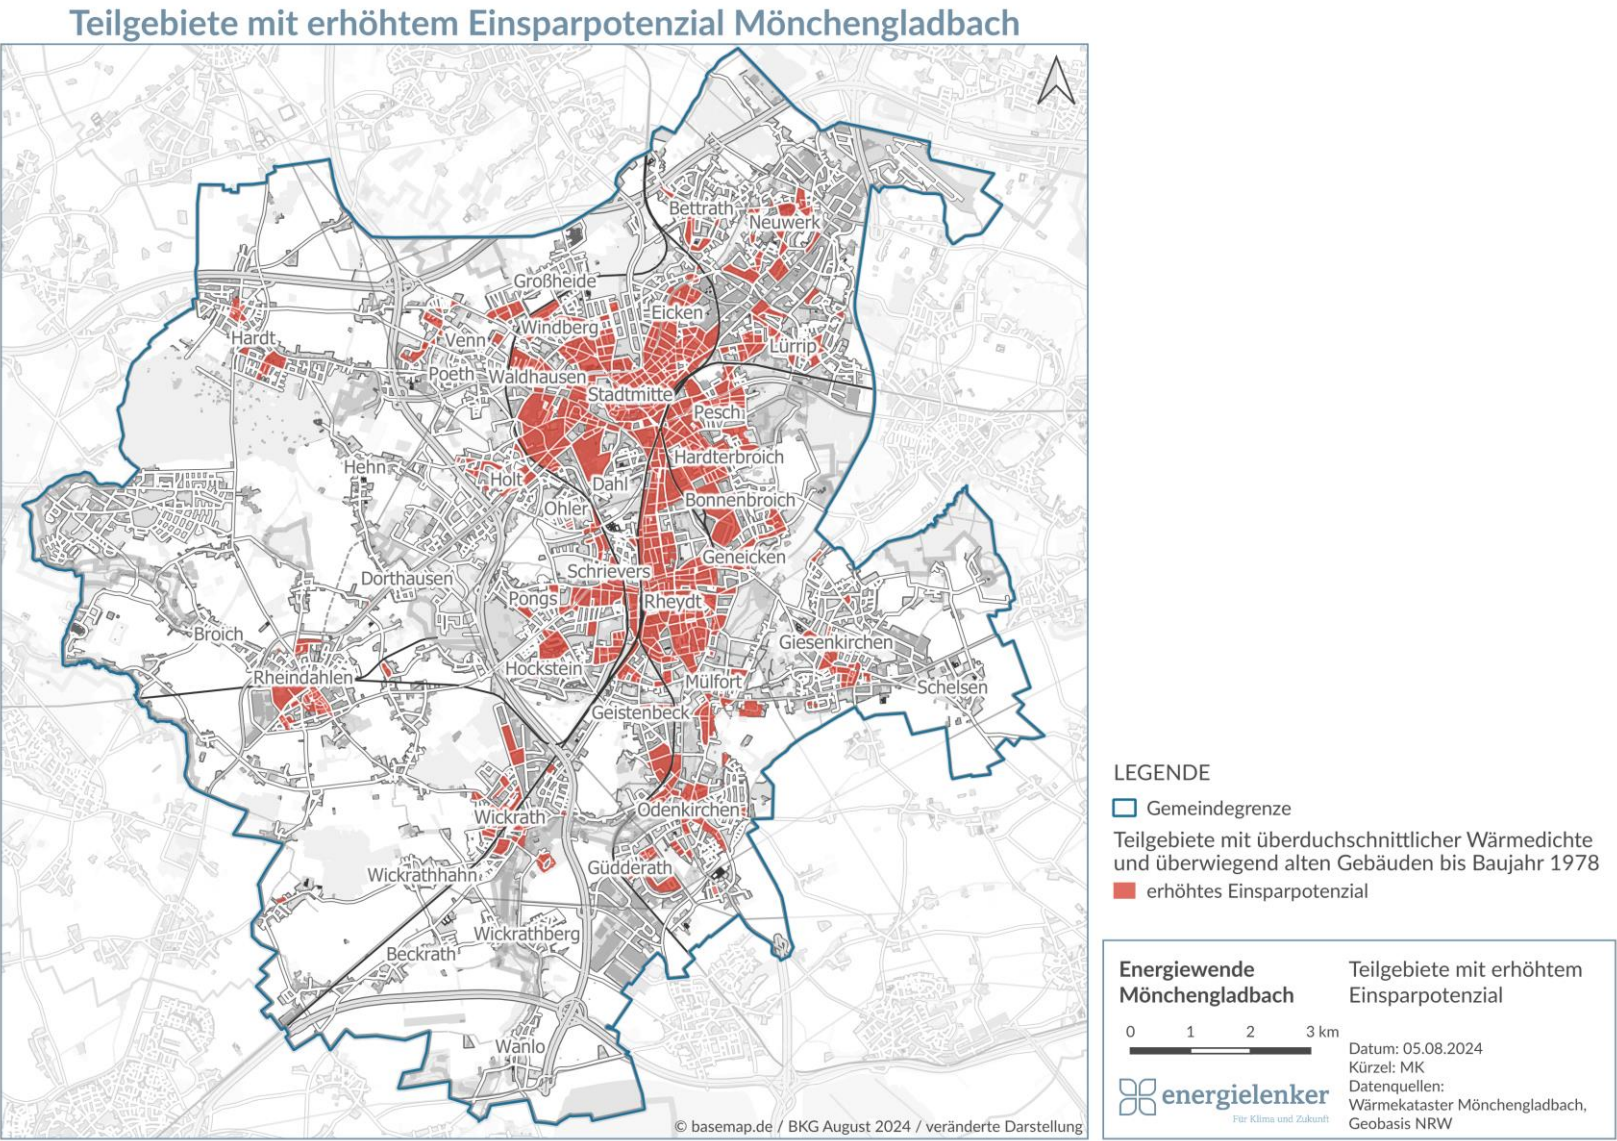 Teilgebiete mit erhöhtem Einsparpotenzial Mönchengladbach
Bettrath
Neuwerk
Großheide
Eicken
Windberg
Hardt
Venn
Lürrip
Poeth
Waldhausen
Stadtmitte
Pesch
Hardterbroich
Hehn
Holt
Dahl
Bonnenbroich
Ohler
Geneicken
Schrievers
Dorthausen
Pongs
Rheydt
Broich
Giesenkirchen
Hockstein
Rheindahlen
Mülfort
Schelsen
Geistenbeck
Odenkirchen
Wickrath
Güdderath
Wickrathhahn
Wickrathberg
Beckrath
Wanlo
© basemap.de / BKG August 2024 / veränderte Darstellung
LEGENDE
Gemeindegrenze
Teilgebiete mit überduchschnittlicher Wärmedichte
und überwiegend alten Gebäuden bis Baujahr 1978
erhöhtes Einsparpotenzial
Energiewende
Mönchengladbach
Teilgebiete mit erhöhtem
Einsparpotenzial
0 1 2 3 km
Datum: 05.08.2024
Kürzel: MK
Datenquellen:
Wärmekataster Mönchengladbach,
Geobasis NRW
energielenker
Für Klima und Zukunft